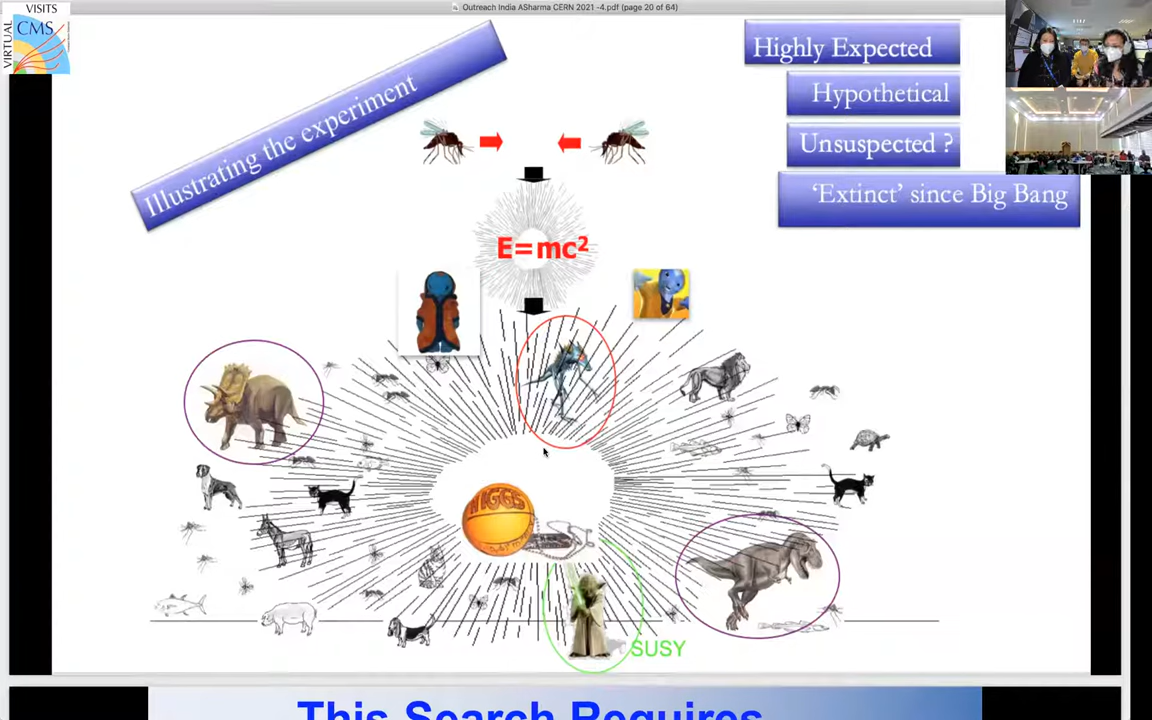 Outreach India ASharma CERN 2021 -4.pdf (page 20 of 64)
VIRTUAL
VISITS
CMS
Illustrating the experiment
Highly Expected
Hypothetical
Unsuspected ?
‘Extinct’ since Big Bang
E=mc²
HIGGS
SUSY
This Search Requires